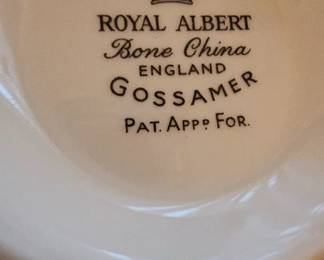 ROYAL ALBERT
Bone China
ENGLAND
GOSSAMER
PAT. APPD FOR.